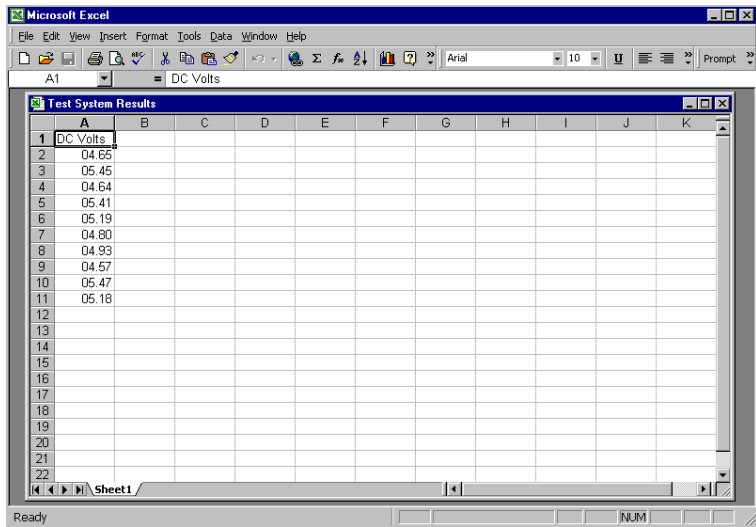 Microsoft Excel
File Edit View Insert Format Tools Data Window Help
ABC Σ fx Arial 10 U Prompt
A1 = DC Volts
Test System Results
A B C D E F G H I J K
1 DC Volts
2 04.65
3 05.45
4 04.64
5 05.41
6 05.19
7 04.80
8 04.93
9 04.57
10 05.47
11 05.18
12
13
14
15
16
17
18
19
20
21
22
Sheet1
Ready NUM